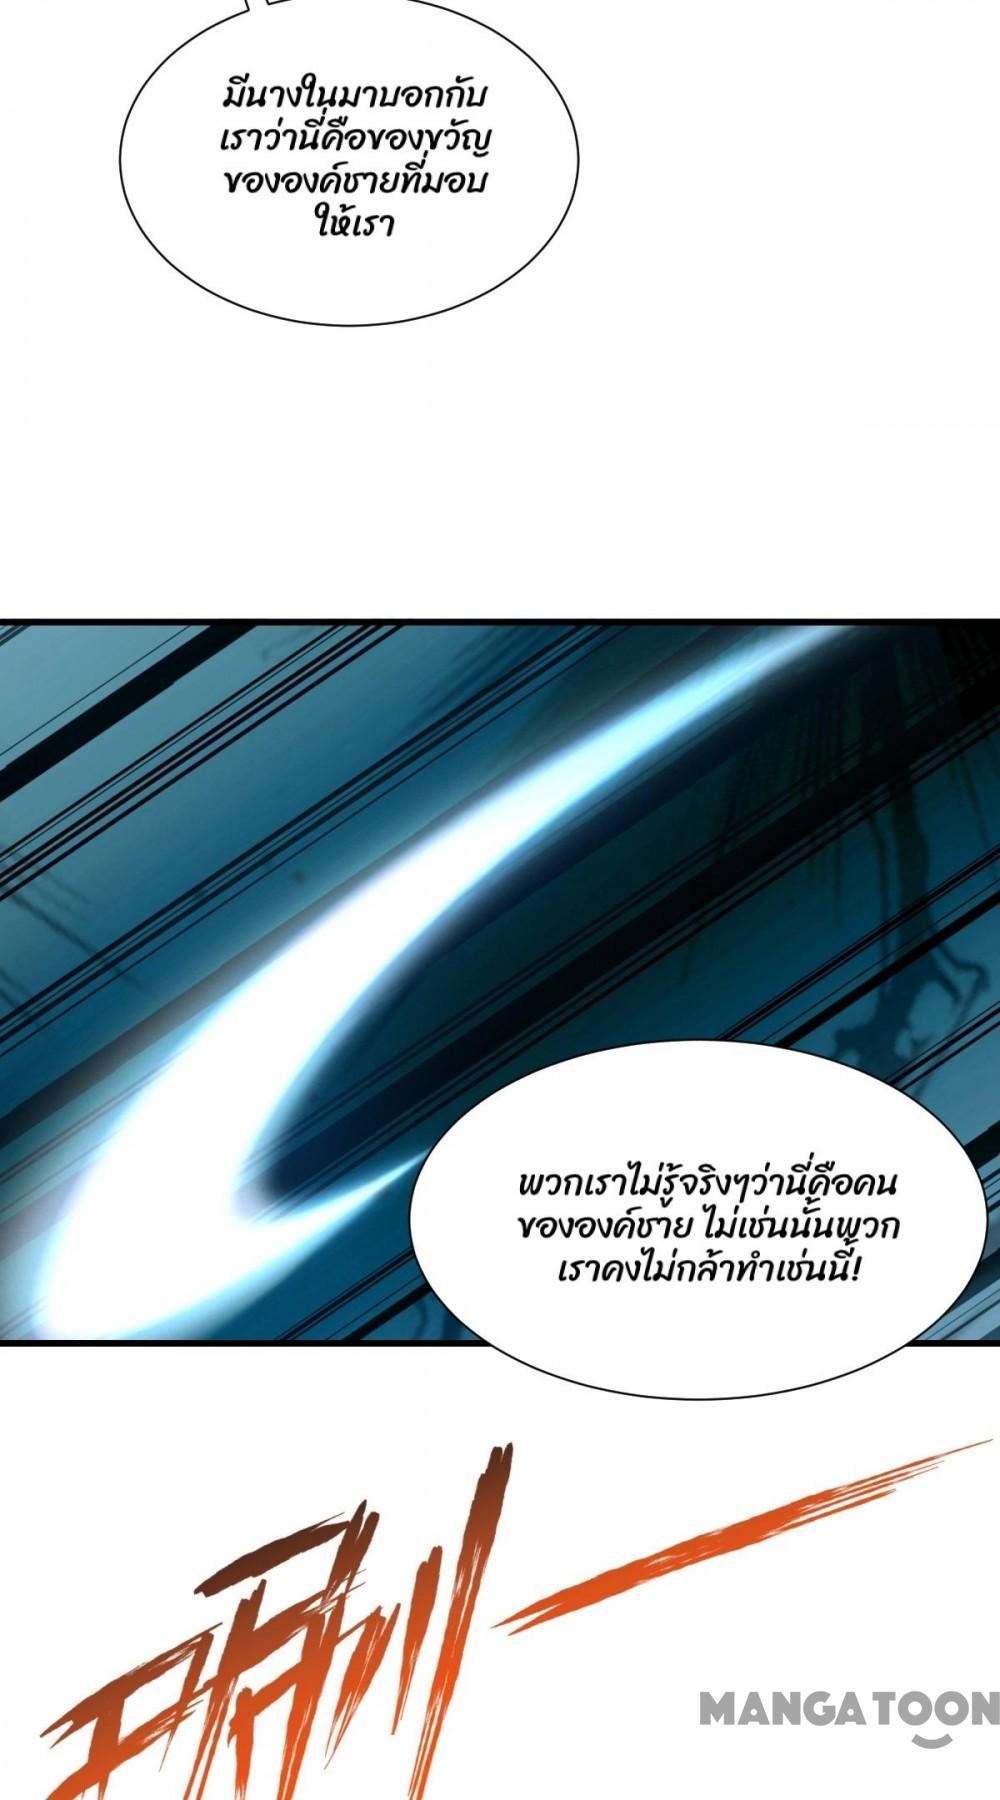 มีนางในมาบอกกับ
เราว่านี่คือของขวัญ
ขององค์ชายที่มอบ
ให้เรา
พวกเราไม่รู้จริงๆว่านี่คือคน
ขององค์ชาย ไม่เช่นนั้นพวก
เราคงไม่กล้าทำเช่นนี้!
MANGATOON